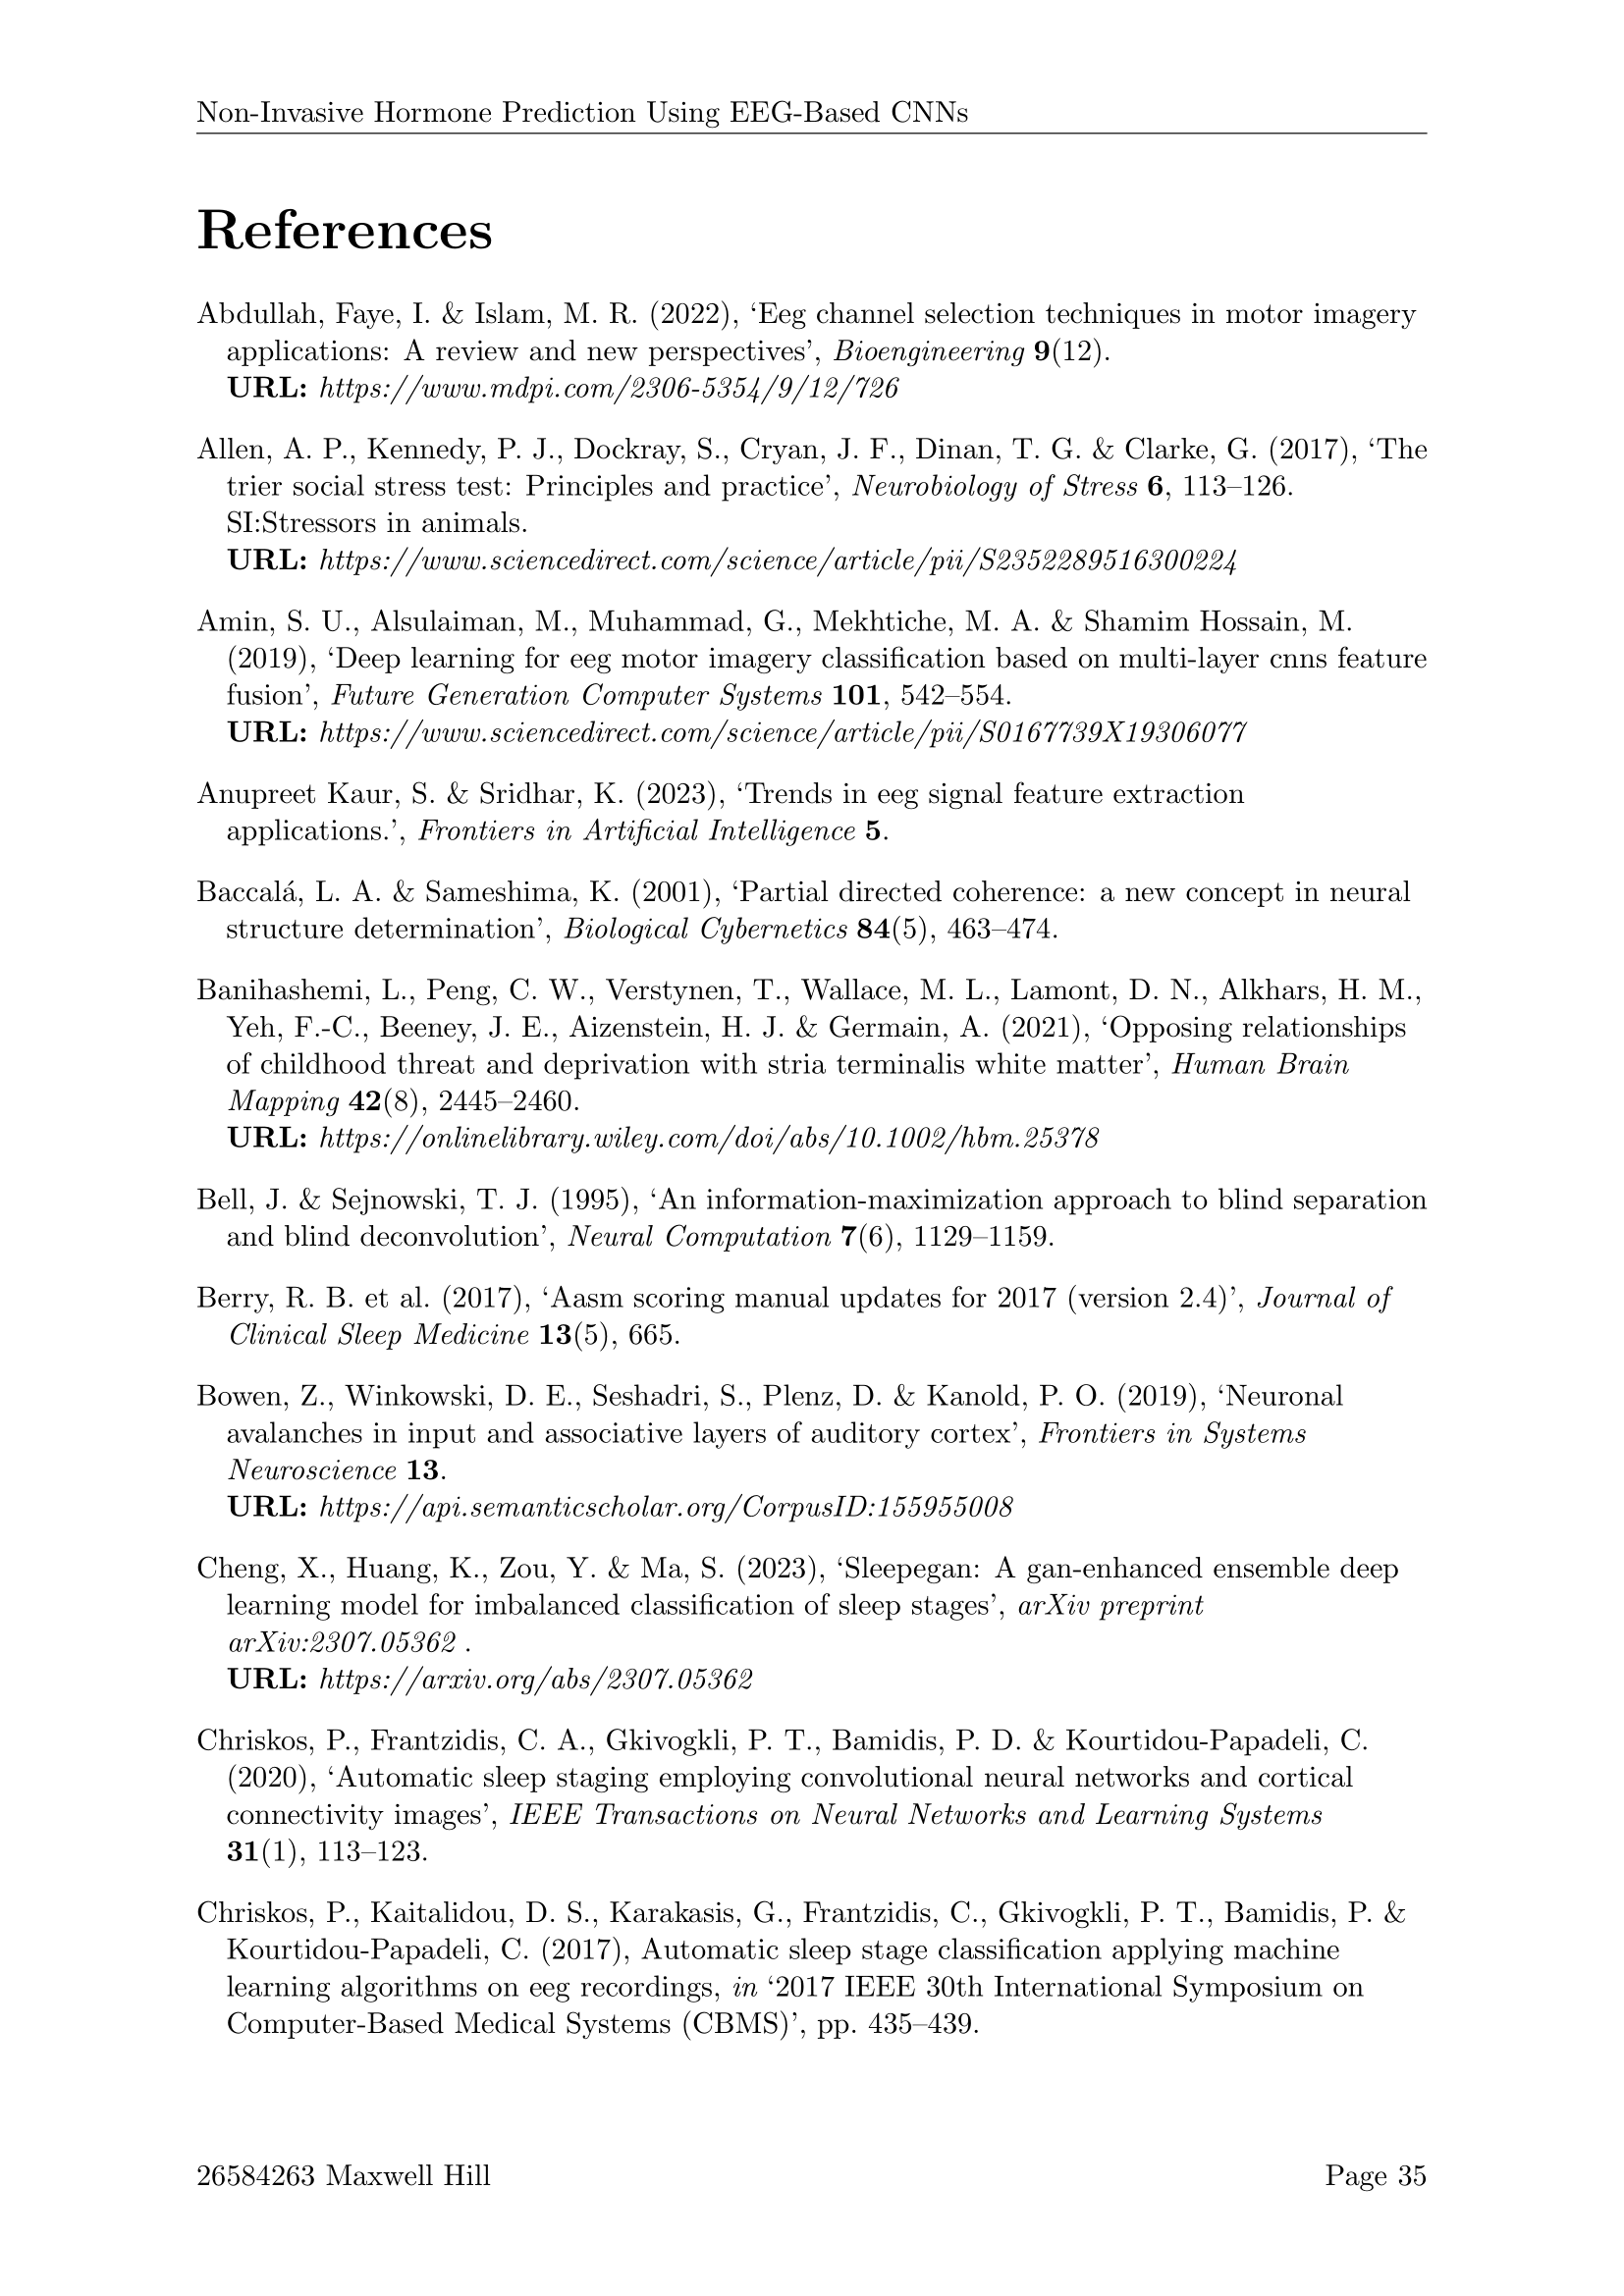 Non-Invasive Hormone Prediction Using EEG-Based CNNs
References
Abdullah, Faye, I. & Islam, M. R. (2022), ‘Eeg channel selection techniques in motor imagery
applications: A review and new perspectives’, Bioengineering 9(12).
URL: https://www.mdpi.com/2306-5354/9/12/726
Allen, A. P., Kennedy, P. J., Dockray, S., Cryan, J. F., Dinan, T. G. & Clarke, G. (2017), ‘The
trier social stress test: Principles and practice’, Neurobiology of Stress 6, 113–126.
SI:Stressors in animals.
URL: https://www.sciencedirect.com/science/article/pii/S2352289516300224
Amin, S. U., Alsulaiman, M., Muhammad, G., Mekhtiche, M. A. & Shamim Hossain, M.
(2019), ‘Deep learning for eeg motor imagery classification based on multi-layer cnns feature
fusion’, Future Generation Computer Systems 101, 542–554.
URL: https://www.sciencedirect.com/science/article/pii/S0167739X19306077
Anupreet Kaur, S. & Sridhar, K. (2023), ‘Trends in eeg signal feature extraction
applications.’, Frontiers in Artificial Intelligence 5.
Baccalá, L. A. & Sameshima, K. (2001), ‘Partial directed coherence: a new concept in neural
structure determination’, Biological Cybernetics 84(5), 463–474.
Banihashemi, L., Peng, C. W., Verstynen, T., Wallace, M. L., Lamont, D. N., Alkhars, H. M.,
Yeh, F.-C., Beeney, J. E., Aizenstein, H. J. & Germain, A. (2021), ‘Opposing relationships
of childhood threat and deprivation with stria terminalis white matter’, Human Brain
Mapping 42(8), 2445–2460.
URL: https://onlinelibrary.wiley.com/doi/abs/10.1002/hbm.25378
Bell, J. & Sejnowski, T. J. (1995), ‘An information-maximization approach to blind separation
and blind deconvolution’, Neural Computation 7(6), 1129–1159.
Berry, R. B. et al. (2017), ‘Aasm scoring manual updates for 2017 (version 2.4)’, Journal of
Clinical Sleep Medicine 13(5), 665.
Bowen, Z., Winkowski, D. E., Seshadri, S., Plenz, D. & Kanold, P. O. (2019), ‘Neuronal
avalanches in input and associative layers of auditory cortex’, Frontiers in Systems
Neuroscience 13.
URL: https://api.semanticscholar.org/CorpusID:155955008
Cheng, X., Huang, K., Zou, Y. & Ma, S. (2023), ‘Sleepegan: A gan-enhanced ensemble deep
learning model for imbalanced classification of sleep stages’, arXiv preprint
arXiv:2307.05362 .
URL: https://arxiv.org/abs/2307.05362
Chriskos, P., Frantzidis, C. A., Gkivogkli, P. T., Bamidis, P. D. & Kourtidou-Papadeli, C.
(2020), ‘Automatic sleep staging employing convolutional neural networks and cortical
connectivity images’, IEEE Transactions on Neural Networks and Learning Systems
31(1), 113–123.
Chriskos, P., Kaitalidou, D. S., Karakasis, G., Frantzidis, C., Gkivogkli, P. T., Bamidis, P. &
Kourtidou-Papadeli, C. (2017), Automatic sleep stage classification applying machine
learning algorithms on eeg recordings, in ‘2017 IEEE 30th International Symposium on
Computer-Based Medical Systems (CBMS)’, pp. 435–439.
26584263 Maxwell Hill
Page 35